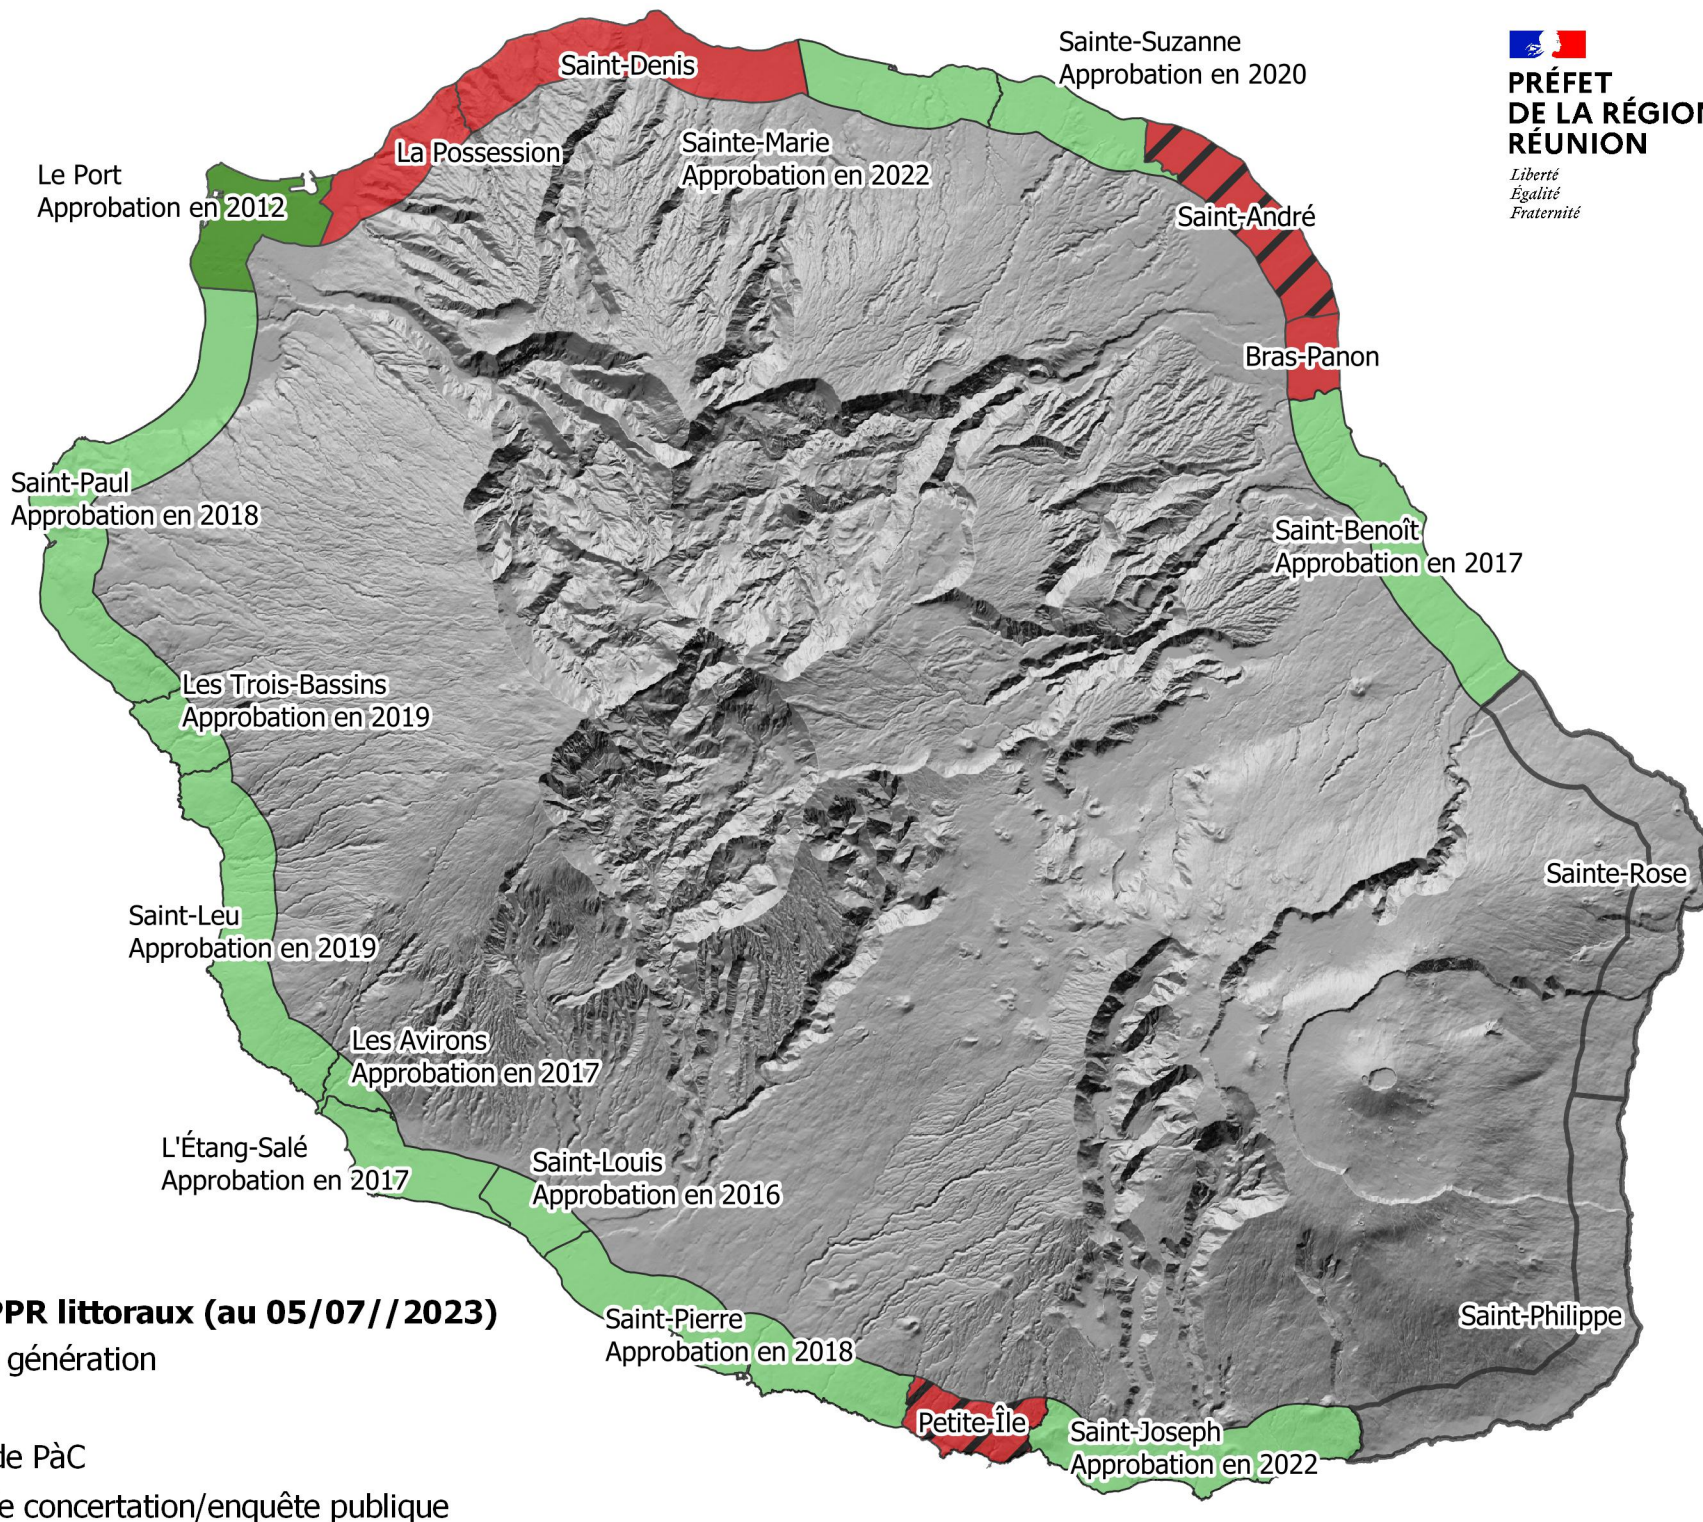 Sainte-Suzanne
Approbation en 2020
PRÉFET
DE LA RÉGION
RÉUNION
Liberté
Égalité
Fraternité
Saint-Denis
La Possession
Sainte-Marie
Approbation en 2022
Le Port
Approbation en 2012
Saint-André
Bras-Panon
Saint-Paul
Approbation en 2018
Saint-Benoît
Approbation en 2017
Les Trois-Bassins
Approbation en 2019
Sainte-Rose
Saint-Leu
Approbation en 2019
Les Avirons
Approbation en 2017
L'Étang-Salé
Approbation en 2017
Saint-Louis
Approbation en 2016
PPR littoraux (au 05/07//2023)
génération
Saint-Pierre
Approbation en 2018
Saint-Philippe
Petite-Île
Saint-Joseph
Approbation en 2022
de PàC
e concertation/enquête publique